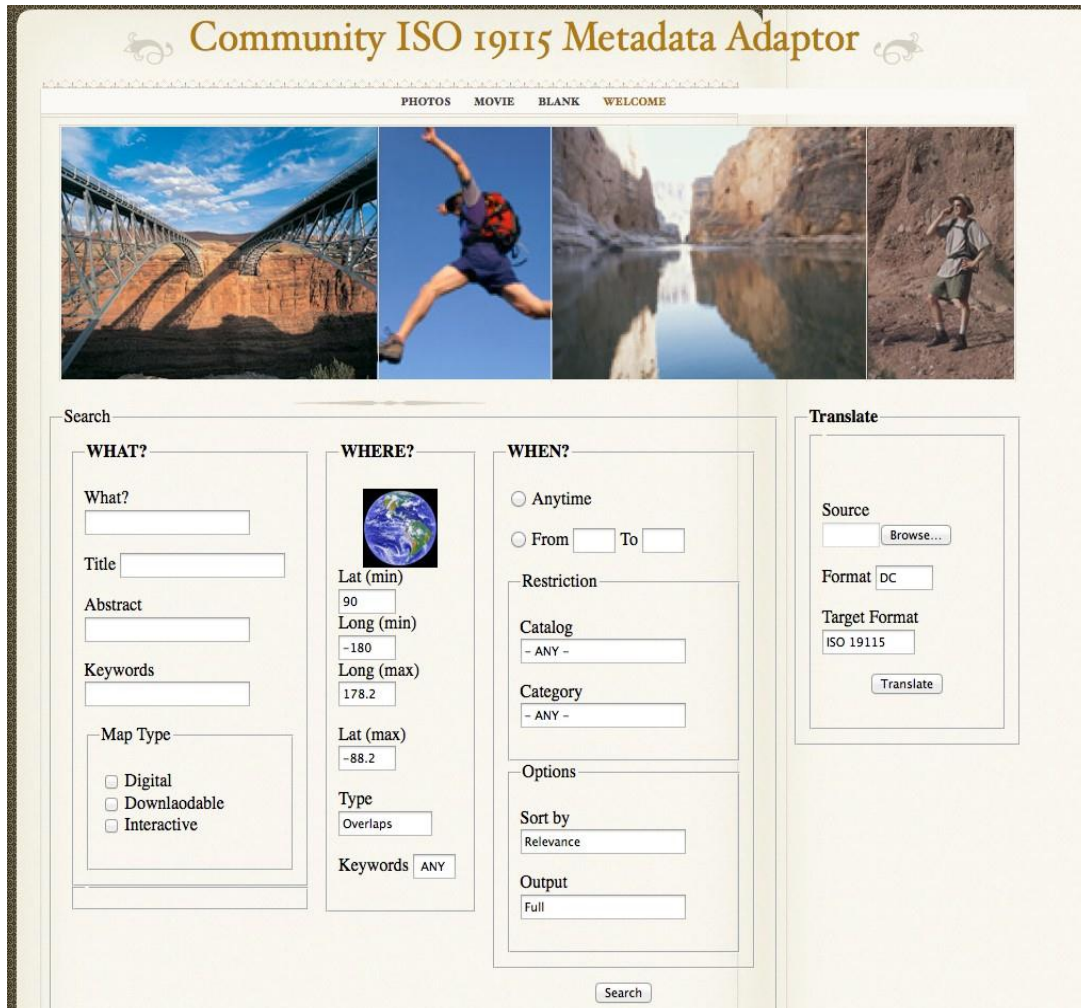 Community ISO 19115 Metadata Adaptor
PHOTOS MOVIE BLANK WELCOME
Search
WHAT?
What?
Title
Abstract
Keywords
Map Type
Digital
Downlaodable
Interactive
WHERE?
Lat (min)
90
Long (min)
-180
Long (max)
178.2
Lat (max)
-88.2
Type
Overlaps
Keywords ANY
WHEN?
Anytime
From To
Restriction
Catalog
- ANY -
Category
- ANY -
Options
Sort by
Relevance
Output
Full
Search
Translate
Source
Browse...
Format DC
Target Format
ISO 19115
Translate